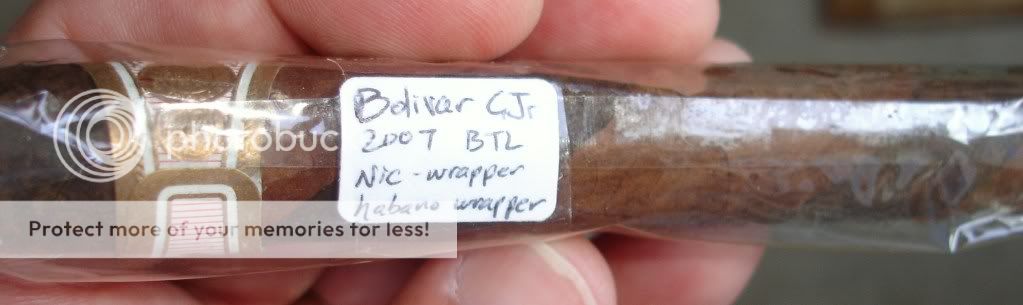 Bolivar GJr
2007 BTL
Nic - wrapper
habano wrapper
photobuc
Protect more of your memories for less!